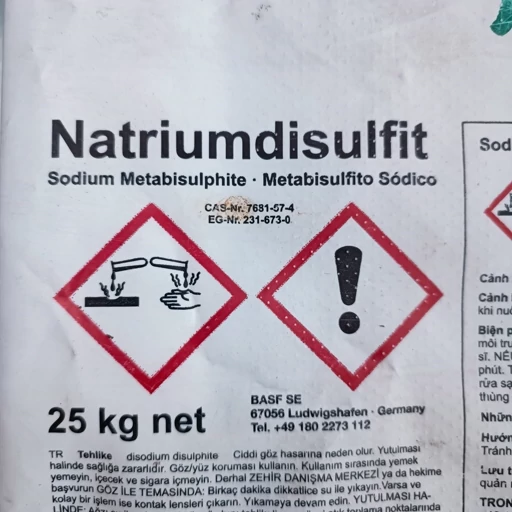 Natriumdisulfit
Sodium Metabisulphite · Metabisulfito Sódico
CAS-Nr. 7681-57-4
EG-Nr. 231-673-0
25 kg net
BASF SE
67056 Ludwigshafen · Germany
Tel. +49 180 2273 112
TR Tehlike disodium disulphite Ciddi göz hasarına neden olur. Yutulması
halinde sağlığa zararlıdır. Göz/yüz koruması kullanın. Kullanım sırasında yemek
yemeyin, içecek ve sigara içmeyin. Derhal ZEHİR DANIŞMA MERKEZİ ya da hekime
başvurun GÖZ İLE TEMASINDA: Birkaç dakika dikkatlice su ile yıkayın. Varsa ve
kolay bir işlem ise kontak lensleri çıkarın. Yıkamaya devam edin. YUTULMASI HA-
Sod
Cảnh
Cảnh
khi nu
Biện p
môi trư
sĩ. NẾ
phút. T
rửa sạ
thùng
Nhữn
Hướn
Tránh
Lưu t
quản
TRON